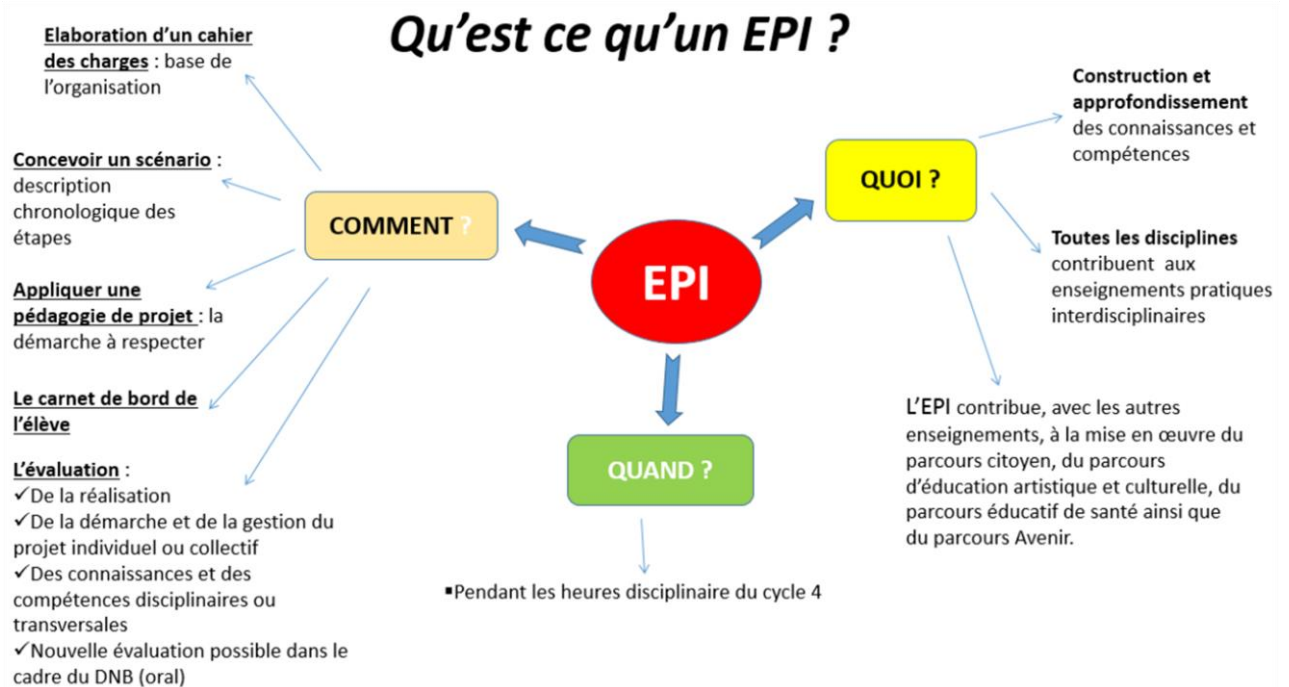 Qu’est ce qu’un EPI ?
Elaboration d’un cahier
des charges : base de
l’organisation
Concevoir un scénario :
description
chronologique des
étapes
Appliquer une
pédagogie de projet : la
démarche à respecter
Le carnet de bord de
l’élève
L’évaluation :
✓De la réalisation
✓De la démarche et de la gestion du
projet individuel ou collectif
✓Des connaissances et des
compétences disciplinaires ou
transversales
✓Nouvelle évaluation possible dans le
cadre du DNB (oral)
COMMENT ?
EPI
QUOI ?
Construction et
approfondissement
des connaissances et
compétences
Toutes les disciplines
contribuent aux
enseignements pratiques
interdisciplinaires
L’EPI contribue, avec les autres
enseignements, à la mise en œuvre du
parcours citoyen, du parcours
d’éducation artistique et culturelle, du
parcours éducatif de santé ainsi que
du parcours Avenir.
QUAND ?
▪Pendant les heures disciplinaire du cycle 4